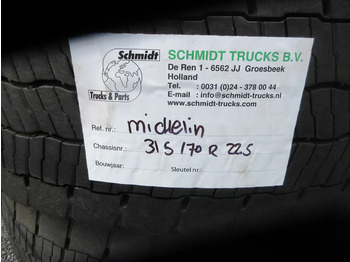 Schmidt
Trucks & Parts
SCHMIDT TRUCKS B.V.
De Ren 1 - 6562 JJ Groesbeek
Holland
Tel. : 0031 (0)24 - 378 00 44
E-mail : info@schmidt-trucks.nl
www.schmidt-trucks.com
Ref. nr.: michelin
Chassisnr.: 315/70 R 22 5
Bouwjaar: Sleutel nr.: